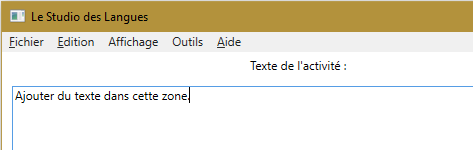 Le Studio des Langues
Fichier Edition Affichage Outils Aide
Texte de l'activité :
Ajouter du texte dans cette zone.